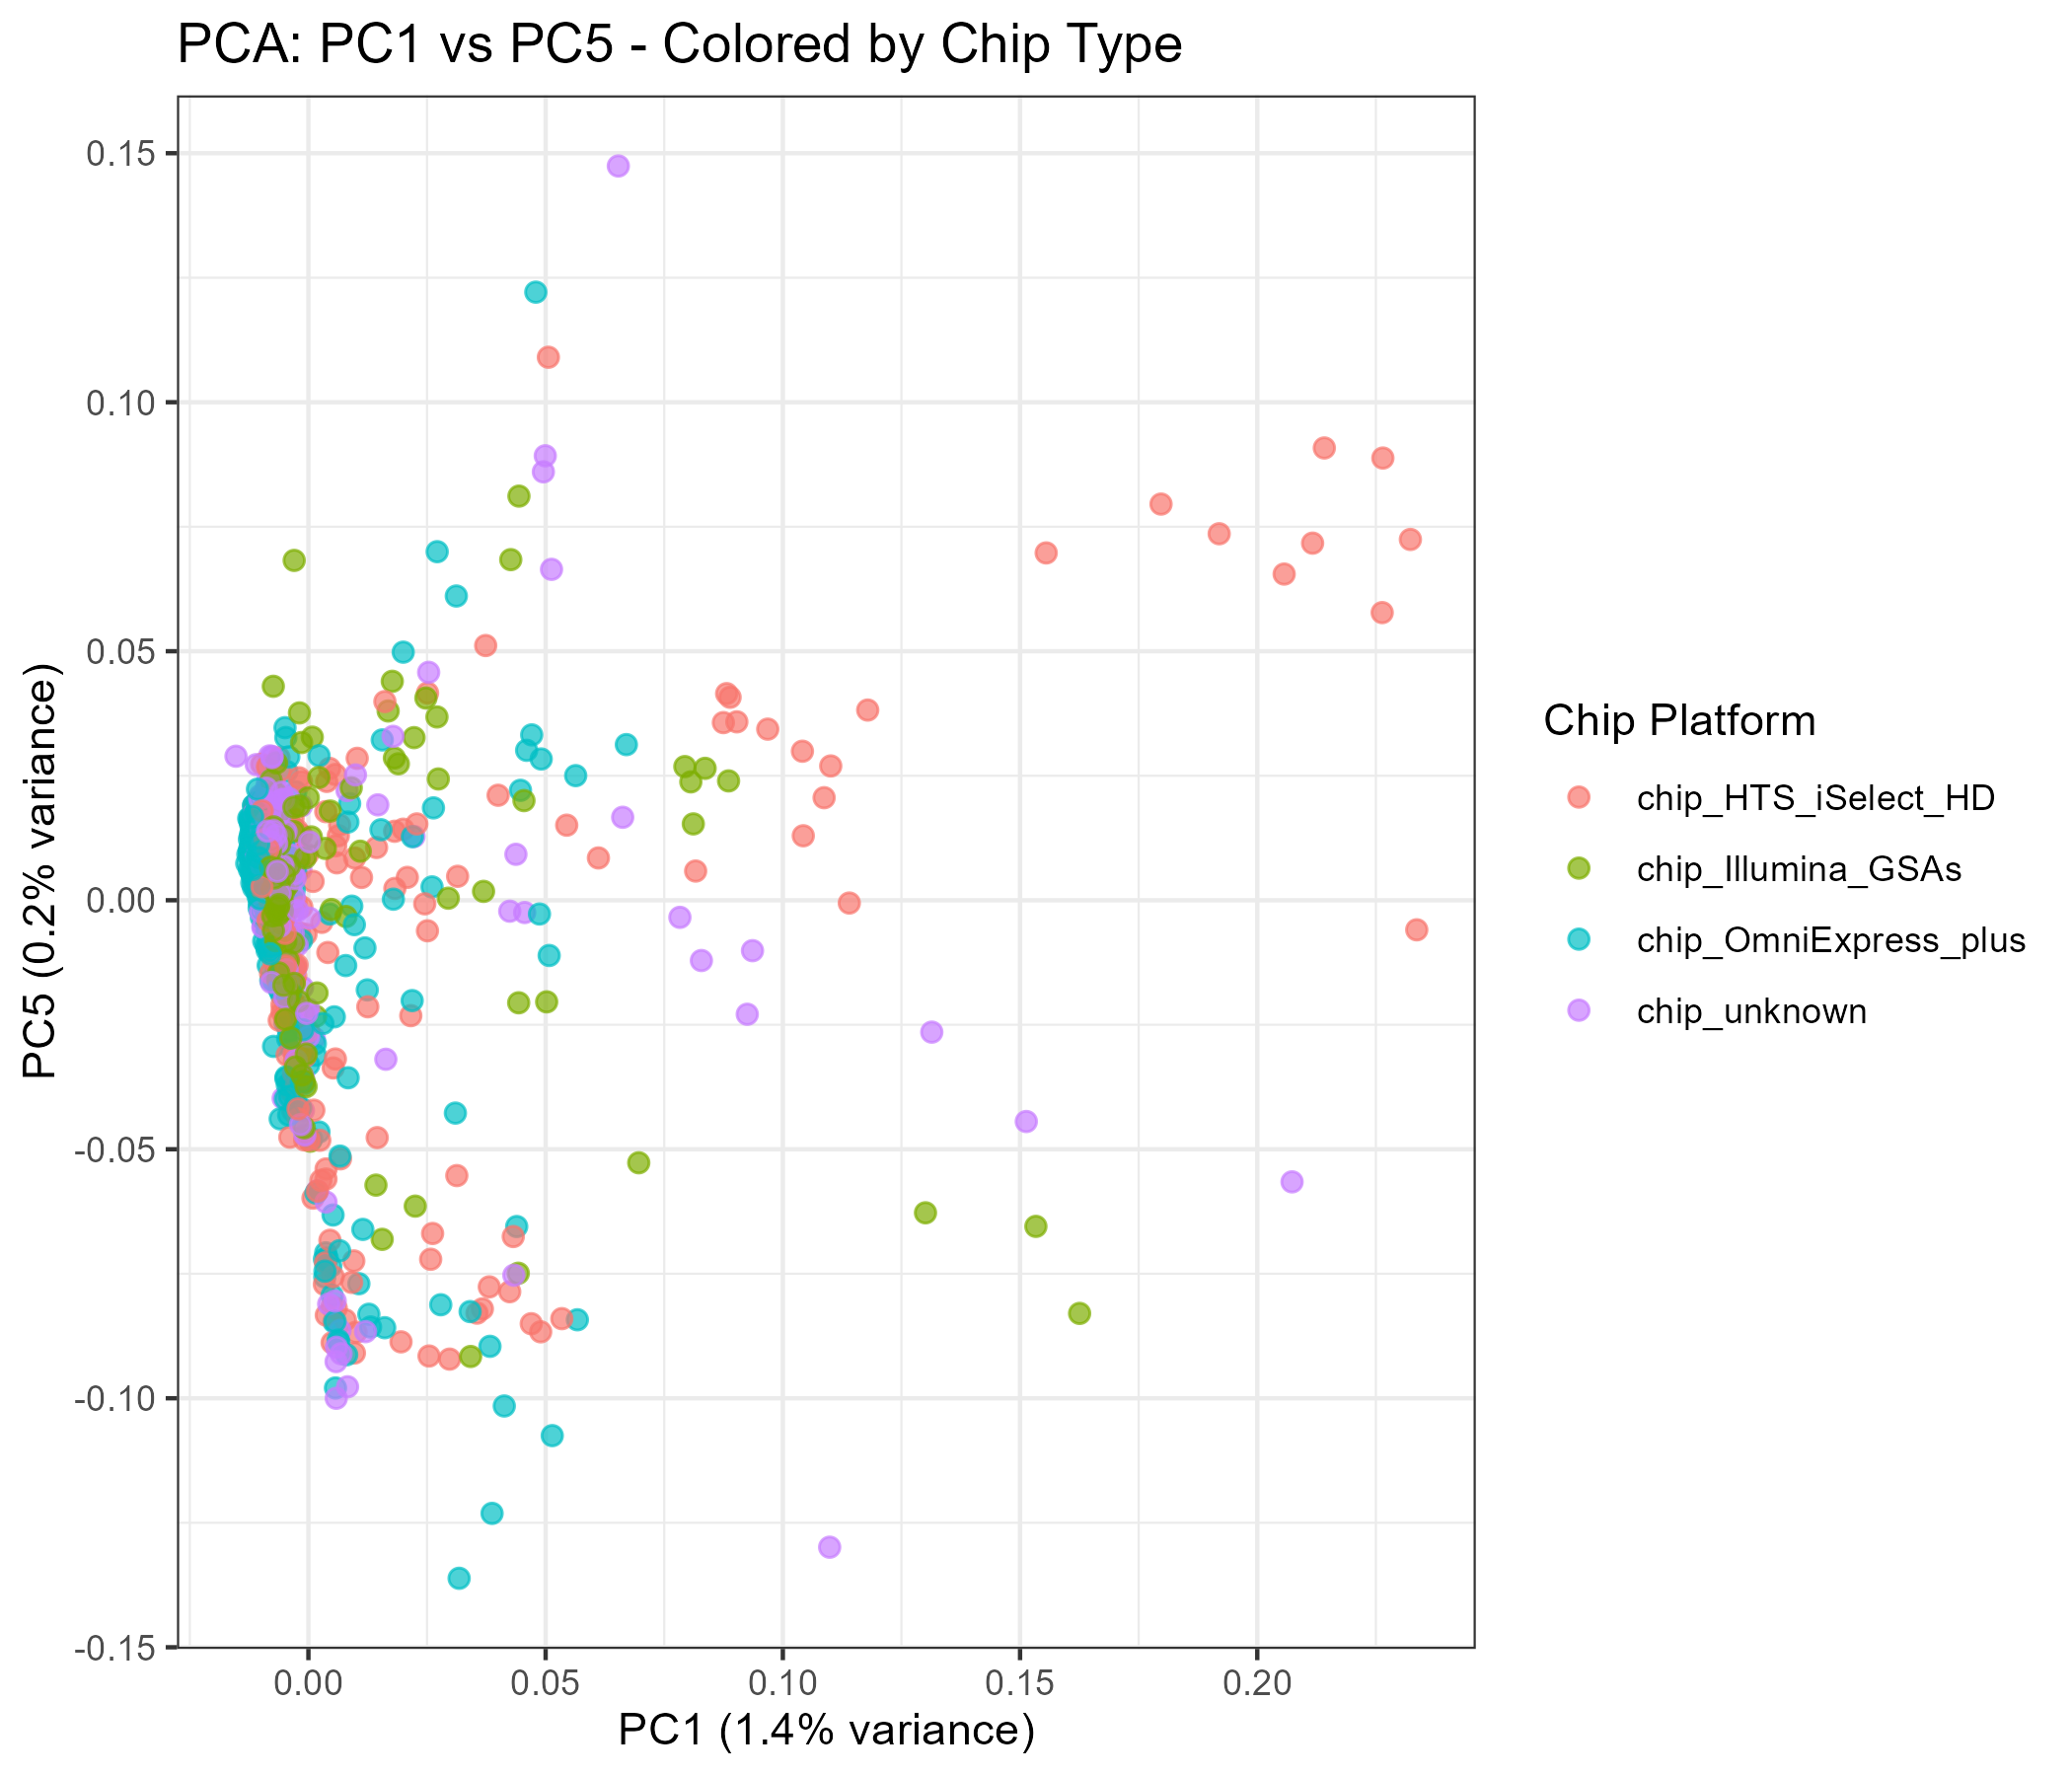 PCA: PC1 vs PC5 - Colored by Chip Type
0.15
0.10
0.05
0.00
-0.05
-0.10
-0.15
PC5 (0.2% variance)
0.00 0.05 0.10 0.15 0.20
PC1 (1.4% variance)
Chip Platform
chip_HTS_iSelect_HD
chip_Illumina_GSAs
chip_OmniExpress_plus
chip_unknown